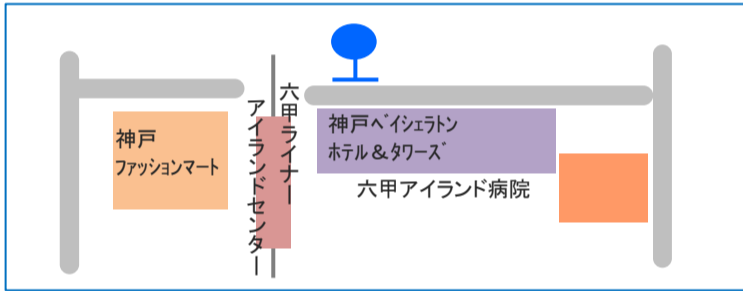 神戸
ファッションマート
アイランドセンター
六甲ライナー
神戸ﾍﾞｲｼｪﾗﾄﾝ
ﾎﾃﾙ＆ﾀﾜｰｽﾞ
六甲アイランド病院